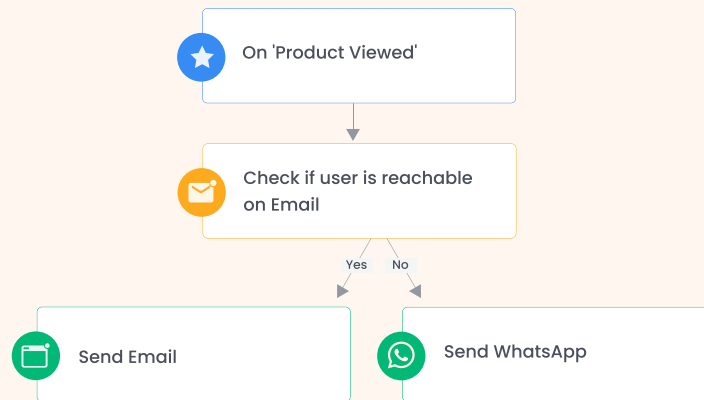 On 'Product Viewed'
Check if user is reachable
on Email
Yes
No
Send Email
Send WhatsApp